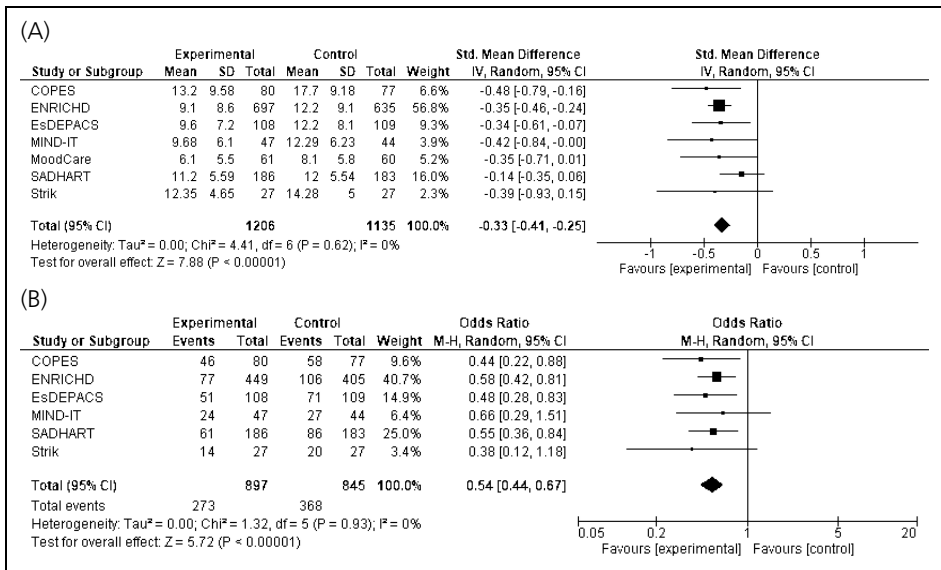 (A)
Experimental Control Std. Mean Difference Std. Mean Difference
Study or Subgroup Mean SD Total Mean SD Total Weight IV, Random, 95% CI IV, Random, 95% CI
COPES 13.2 9.58 80 17.7 9.18 77 6.6% -0.48 [-0.79, -0.16]
ENRICHD 9.1 8.6 697 12.2 9.1 635 56.8% -0.35 [-0.46, -0.24]
EsDEPACS 9.6 7.2 108 12.2 8.1 109 9.3% -0.34 [-0.61, -0.07]
MIND-IT 9.68 6.1 47 12.29 6.23 44 3.9% -0.42 [-0.84, -0.00]
MoodCare 6.1 5.5 61 8.1 5.8 60 5.2% -0.35 [-0.71, 0.01]
SADHART 11.2 5.59 186 12 5.54 183 16.0% -0.14 [-0.35, 0.06]
Strik 12.35 4.65 27 14.28 5 27 2.3% -0.39 [-0.93, 0.15]
Total (95% CI) 1206 1135 100.0% -0.33 [-0.41, -0.25]
Heterogeneity: Tau² = 0.00; Chi² = 4.41, df = 6 (P = 0.62); I² = 0%
Test for overall effect: Z = 7.88 (P < 0.00001)
-1 -0.5 0 0.5 1
Favours [experimental] Favours [control]
(B)
Experimental Control Odds Ratio Odds Ratio
Study or Subgroup Events Total Events Total Weight M-H, Random, 95% CI M-H, Random, 95% CI
COPES 46 80 58 77 9.6% 0.44 [0.22, 0.88]
ENRICHD 77 449 106 405 40.7% 0.58 [0.42, 0.81]
EsDEPACS 51 108 71 109 14.9% 0.48 [0.28, 0.83]
MIND-IT 24 47 27 44 6.4% 0.66 [0.29, 1.51]
SADHART 61 186 86 183 25.0% 0.55 [0.36, 0.84]
Strik 14 27 20 27 3.4% 0.38 [0.12, 1.18]
Total (95% CI) 897 845 100.0% 0.54 [0.44, 0.67]
Total events 273 368
Heterogeneity: Tau² = 0.00; Chi² = 1.32, df = 5 (P = 0.93); I² = 0%
Test for overall effect: Z = 5.72 (P < 0.00001)
0.05 0.2 1 5 20
Favours [experimental] Favours [control]